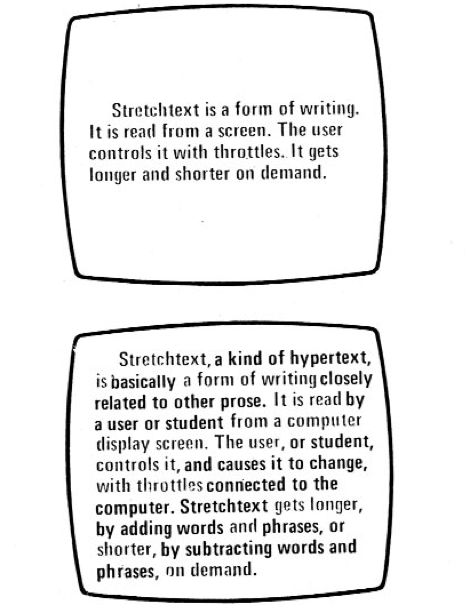 Stretchtext is a form of writing.
It is read from a screen. The user
controls it with throttles. It gets
longer and shorter on demand.
Stretchtext, a kind of hypertext,
is basically a form of writing closely
related to other prose. It is read by
a user or student from a computer
display screen. The user, or student,
controls it, and causes it to change,
with throttles connected to the
computer. Stretchtext gets longer,
by adding words and phrases, or
shorter, by subtracting words and
phrases, on demand.